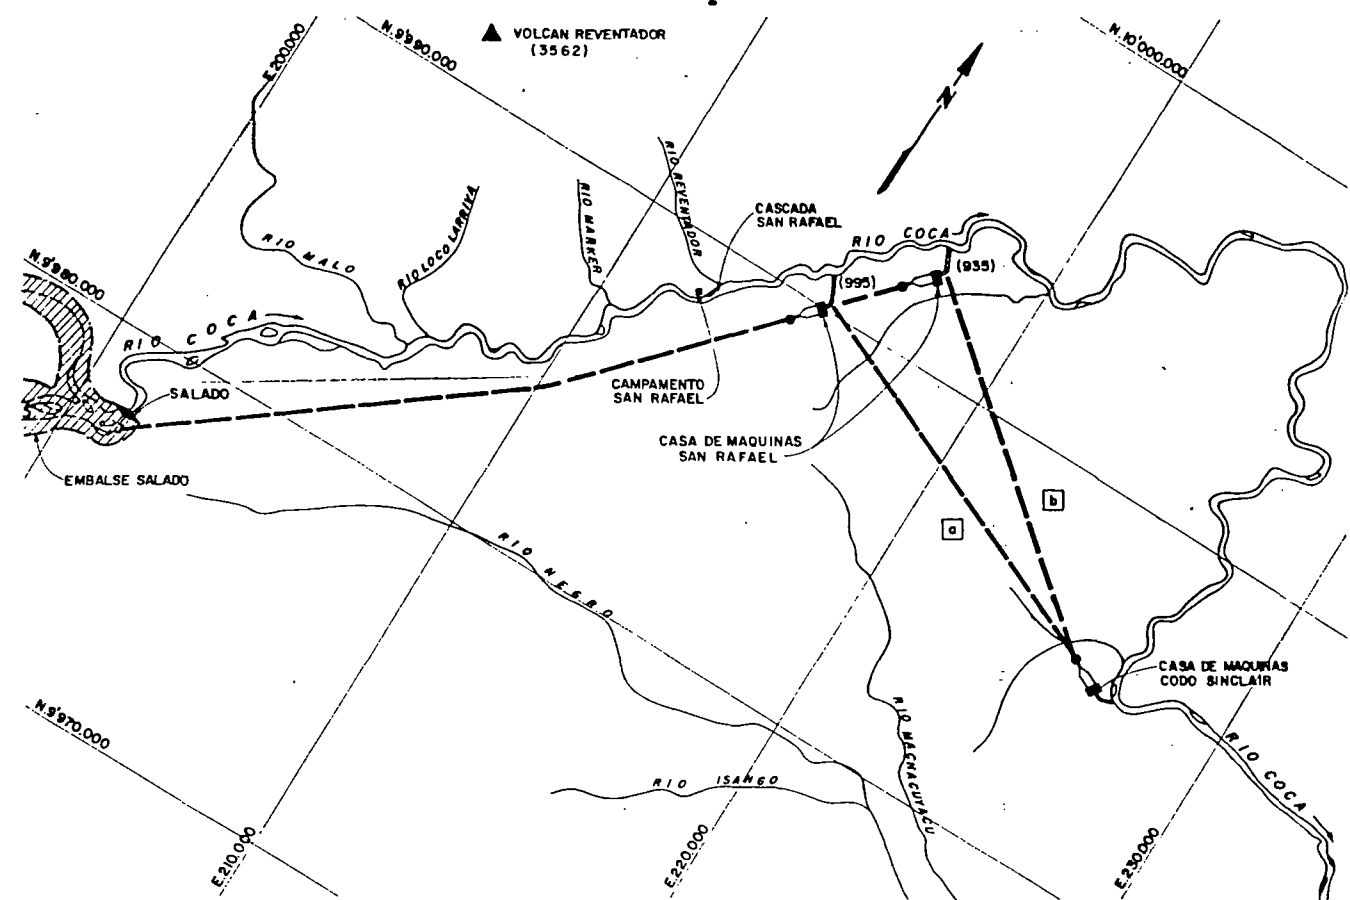 VOLCAN REVENTADOR
(3562)
E.200.000
N.9'990.000
N.10'000.000
N
RIO REVENTADOR
CASCADA
SAN RAFAEL
RIO COCA
RIO MARKER
RIO LOCO LARRIVA
RIO MALO
N.9'980.000
(995)
(935)
RIO COCA
SALADO
CAMPAMENTO
SAN RAFAEL
CASA DE MAQUINAS
SAN RAFAEL
EMBALSE SALADO
b
a
RIO NEGRO
CASA DE MAQUINAS
CODO SINCLAIR
N.9'970.000
RIO MACHACUYACU
RIO COCA
RIO ISANGO
E.210.000
E.220.000
E.230.000